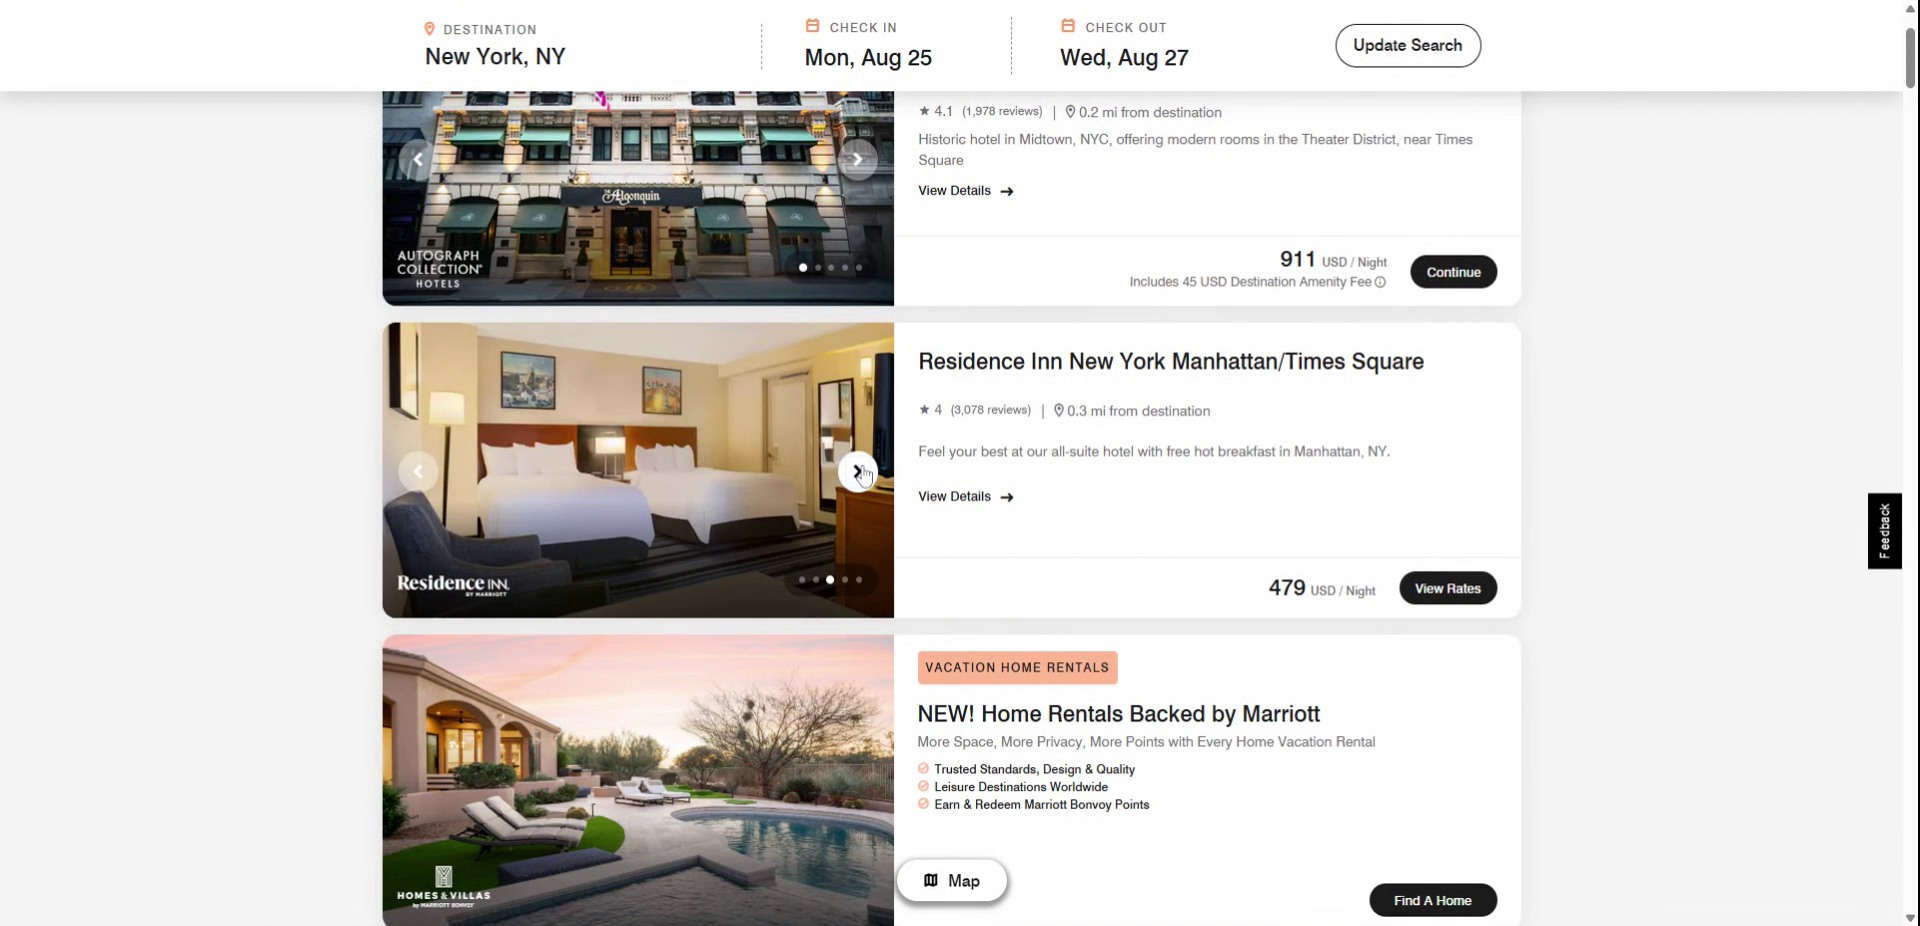 DESTINATION
New York, NY
CHECK IN
Mon, Aug 25
CHECK OUT
Wed, Aug 27
Update Search
The Algonquin
AUTOGRAPH
COLLECTION
HOTELS
4.1 (1,978 reviews) | 0.2 mi from destination
Historic hotel in Midtown, NYC, offering modern rooms in the Theater District, near Times
Square
View Details
911 USD / Night
Includes 45 USD Destination Amenity Fee
Continue
Residence INN.
BY MARRIOTT
Residence Inn New York Manhattan/Times Square
4 (3,078 reviews) | 0.3 mi from destination
Feel your best at our all-suite hotel with free hot breakfast in Manhattan, NY.
View Details
479 USD / Night
View Rates
Feedback
HOMES & VILLAS
by MARRIOTT BONVOY
VACATION HOME RENTALS
NEW! Home Rentals Backed by Marriott
More Space, More Privacy, More Points with Every Home Vacation Rental
Trusted Standards, Design & Quality
Leisure Destinations Worldwide
Earn & Redeem Marriott Bonvoy Points
Map
Find A Home